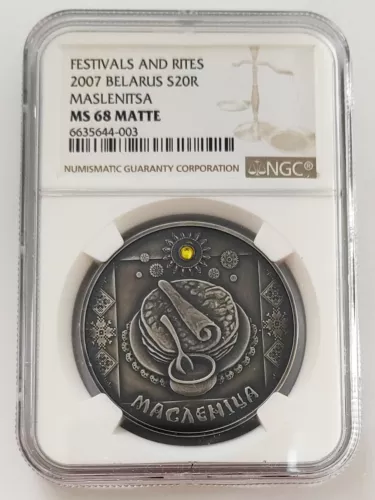 FESTIVALS AND RITES
2007 BELARUS S20R
MASLENITSA
MS 68 MATTE
6635644-003
NUMISMATIC GUARANTY CORPORATION
NGC®
МАСЛЕНІЦА